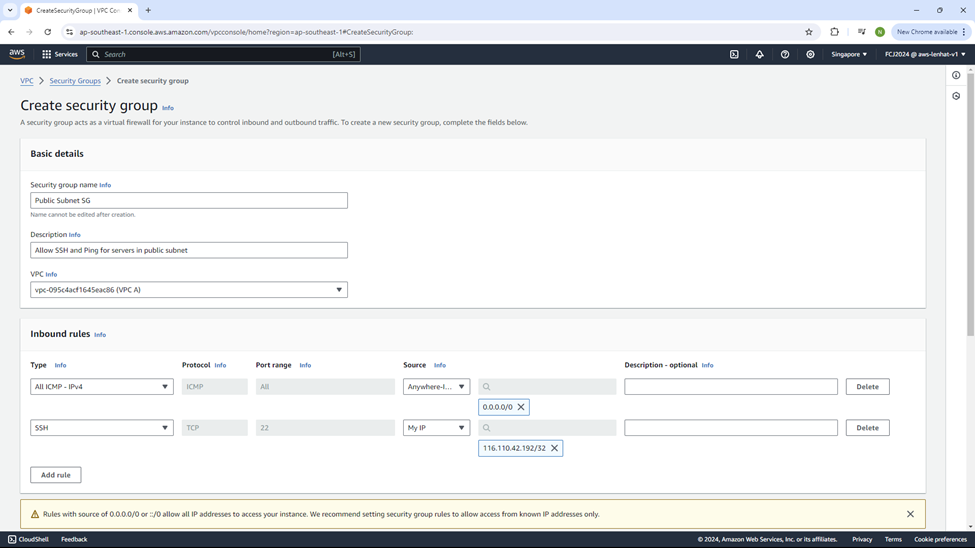 CreateSecurityGroup | VPC Con
ap-southeast-1.console.aws.amazon.com/vpcconsole/home?region=ap-southeast-1#CreateSecurityGroup:
N
New Chrome available
aws
Services
Search
[Alt+S]
Singapore
FCJ2024 @ aws-lenhat-v1
VPC
Security Groups
Create security group
Create security group Info
A security group acts as a virtual firewall for your instance to control inbound and outbound traffic. To create a new security group, complete the fields below.
Basic details
Security group name Info
Public Subnet SG
Name cannot be edited after creation.
Description Info
Allow SSH and Ping for servers in public subnet
VPC Info
vpc-095c4acf1645eac86 (VPC A)
Inbound rules Info
Type Info Protocol Info Port range Info Source Info Description - optional Info
All ICMP - IPv4 ICMP All Anywhere-I... Delete
0.0.0.0/0
SSH TCP 22 My IP Delete
116.110.42.192/32
Add rule
Rules with source of 0.0.0.0/0 or ::/0 allow all IP addresses to access your instance. We recommend setting security group rules to allow access from known IP addresses only.
CloudShell Feedback © 2024, Amazon Web Services, Inc. or its affiliates. Privacy Terms Cookie preferences